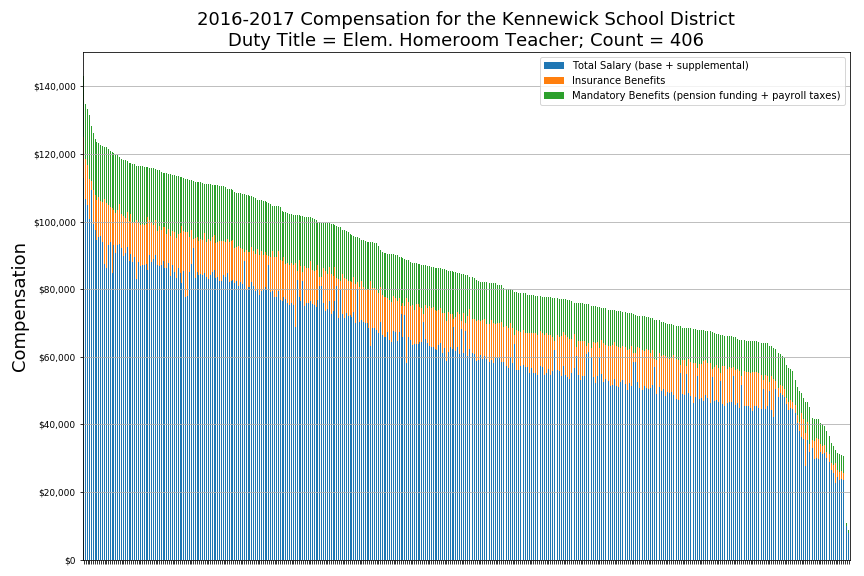 2016-2017 Compensation for the Kennewick School District
Duty Title = Elem. Homeroom Teacher; Count = 406
Total Salary (base + supplemental)
Insurance Benefits
Mandatory Benefits (pension funding + payroll taxes)
Compensation
$140,000
$120,000
$100,000
$80,000
$60,000
$40,000
$20,000
$0